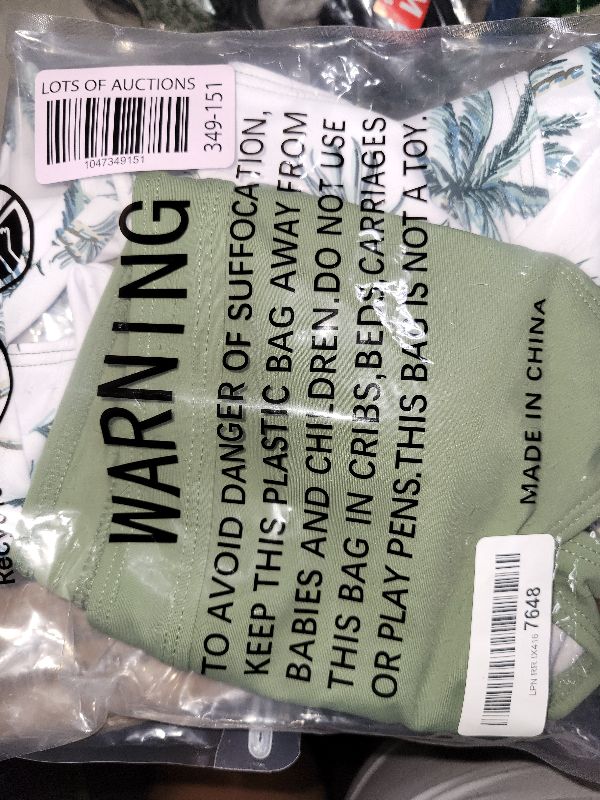 LOTS OF AUCTIONS
1047349151
349-151
WARNING
TO AVOID DANGER OF SUFFOCATION,
KEEP THIS PLASTIC BAG AWAY FROM
BABIES AND CHILDREN.DO NOT USE
THIS BAG IN CRIBS,BEDS,CARRIAGES
OR PLAY PENS.THIS BAG IS NOT A TOY.
MADE IN CHINA
7648